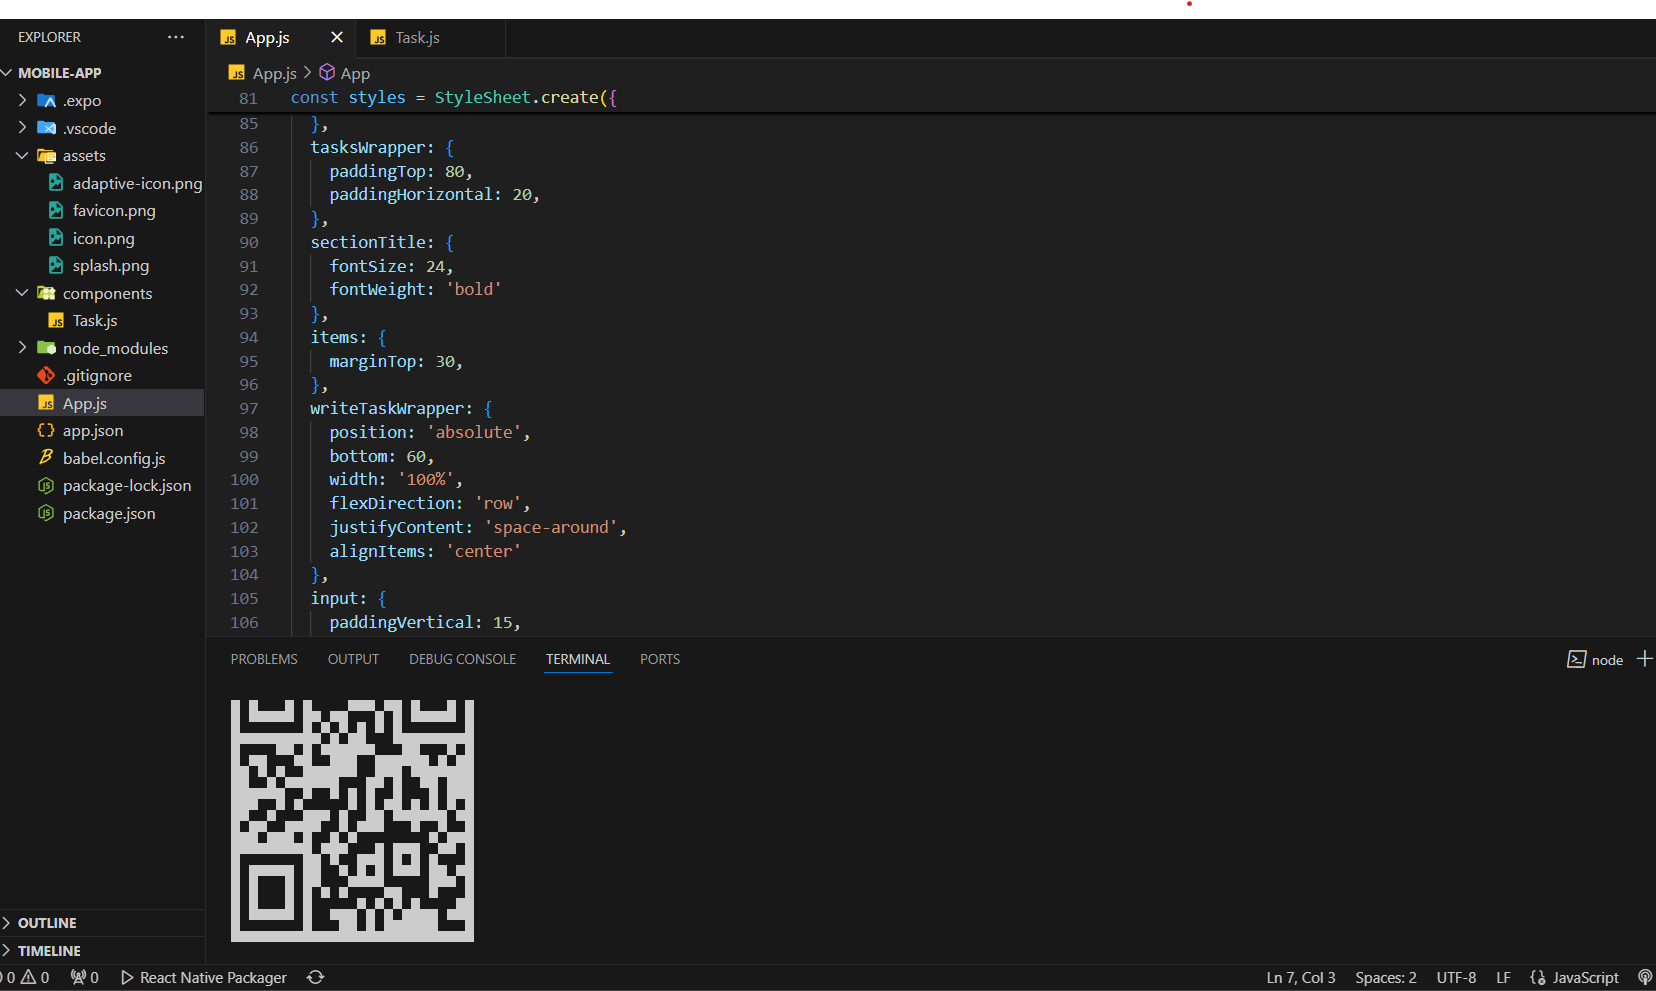 EXPLORER
MOBILE-APP
.expo
.vscode
assets
adaptive-icon.png
favicon.png
icon.png
splash.png
components
Task.js
node_modules
.gitignore
App.js
app.json
babel.config.js
package-lock.json
package.json
OUTLINE
TIMELINE
App.js
Task.js
App.js > App
81 const styles = StyleSheet.create({
85 },
86 tasksWrapper: {
87 paddingTop: 80,
88 paddingHorizontal: 20,
89 },
90 sectionTitle: {
91 fontSize: 24,
92 fontWeight: 'bold'
93 },
94 items: {
95 marginTop: 30,
96 },
97 writeTaskWrapper: {
98 position: 'absolute',
99 bottom: 60,
100 width: '100%',
101 flexDirection: 'row',
102 justifyContent: 'space-around',
103 alignItems: 'center'
104 },
105 input: {
106 paddingVertical: 15,
PROBLEMS OUTPUT DEBUG CONSOLE TERMINAL PORTS
node
0 0 0 React Native Packager
Ln 7, Col 3 Spaces: 2 UTF-8 LF JavaScript